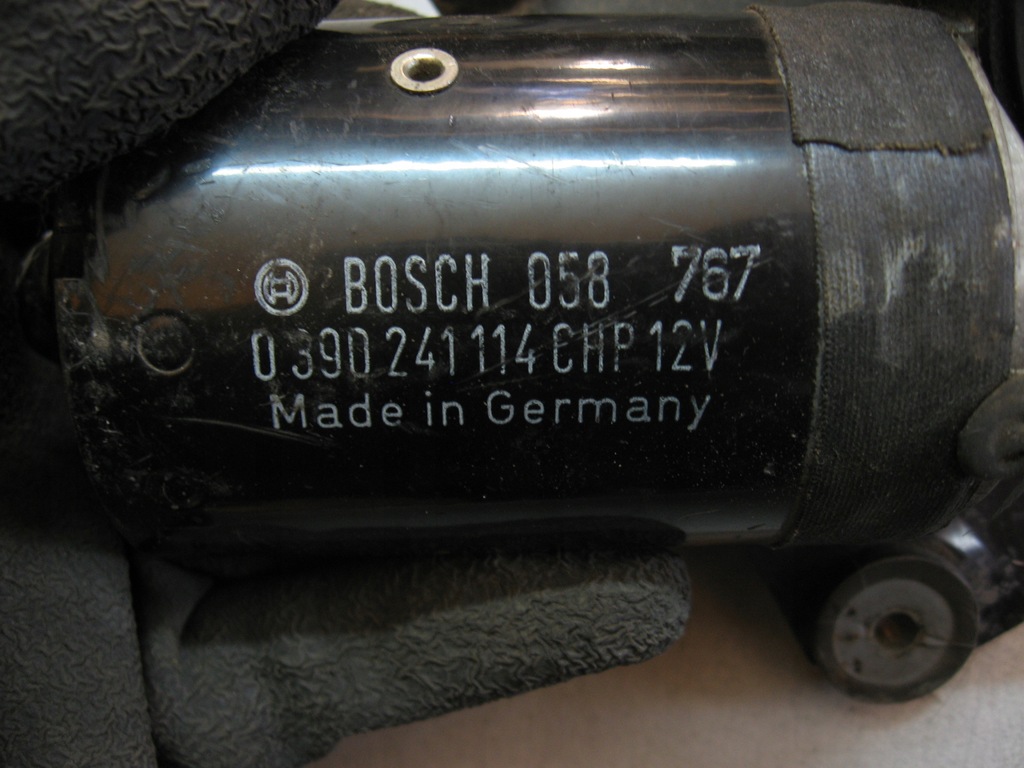 BOSCH 058 767
0 390 241 114 CHP 12V
Made in Germany